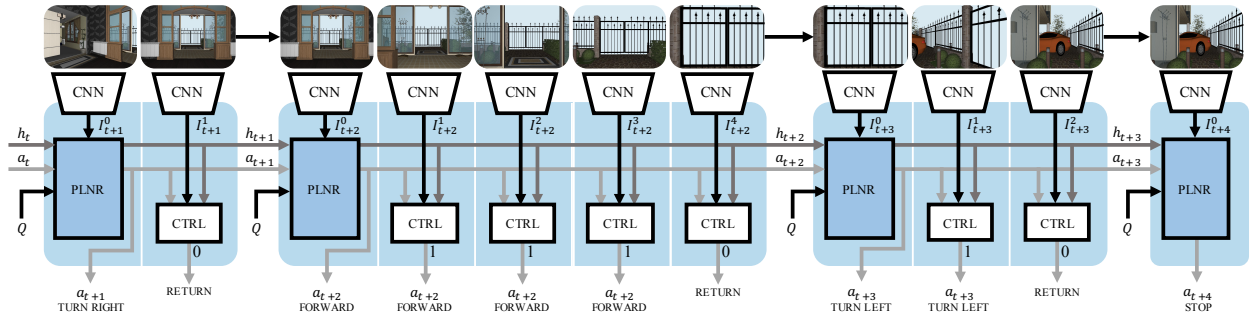 CNN CNN CNN CNN CNN CNN CNN CNN CNN CNN CNN
I⁰ₜ₊₁ I¹ₜ₊₁ I⁰ₜ₊₂ I¹ₜ₊₂ I²ₜ₊₂ I³ₜ₊₂ I⁴ₜ₊₂ I⁰ₜ₊₃ I¹ₜ₊₃ I²ₜ₊₃ I⁰ₜ₊₄
hₜ hₜ₊₁ hₜ₊₂ hₜ₊₃
aₜ aₜ₊₁ aₜ₊₂ aₜ₊₃
PLNR PLNR PLNR PLNR
CTRL CTRL CTRL CTRL CTRL CTRL CTRL
Q Q Q Q
0 1 1 1 0 1 0
aₜ₊₁ RETURN aₜ₊₂ aₜ₊₂ aₜ₊₂ aₜ₊₂ RETURN aₜ₊₃ aₜ₊₃ RETURN aₜ₊₄
TURN RIGHT FORWARD FORWARD FORWARD FORWARD TURN LEFT TURN LEFT STOP